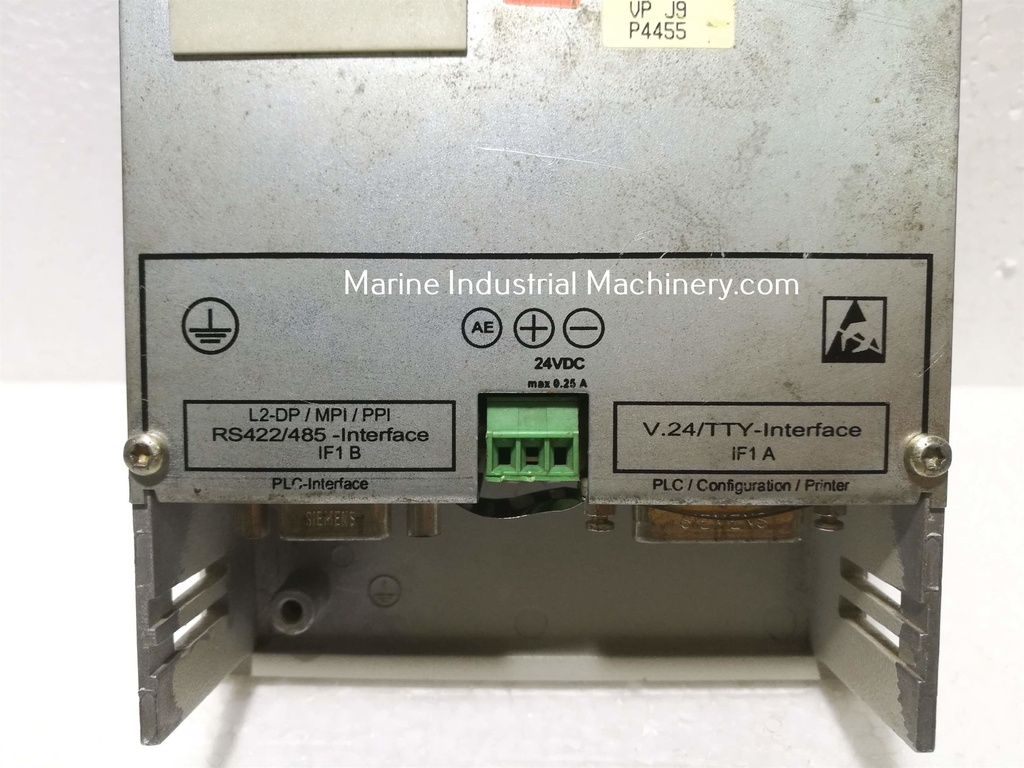 VP J9
P4455
Marine Industrial Machinery.com
AE
24VDC
max 0.25 A
L2-DP / MPI / PPI
RS422/485 -Interface
IF1 B
PLC-Interface
V.24/TTY-Interface
IF1 A
PLC / Configuration / Printer
SIEMENS
SIEMENS